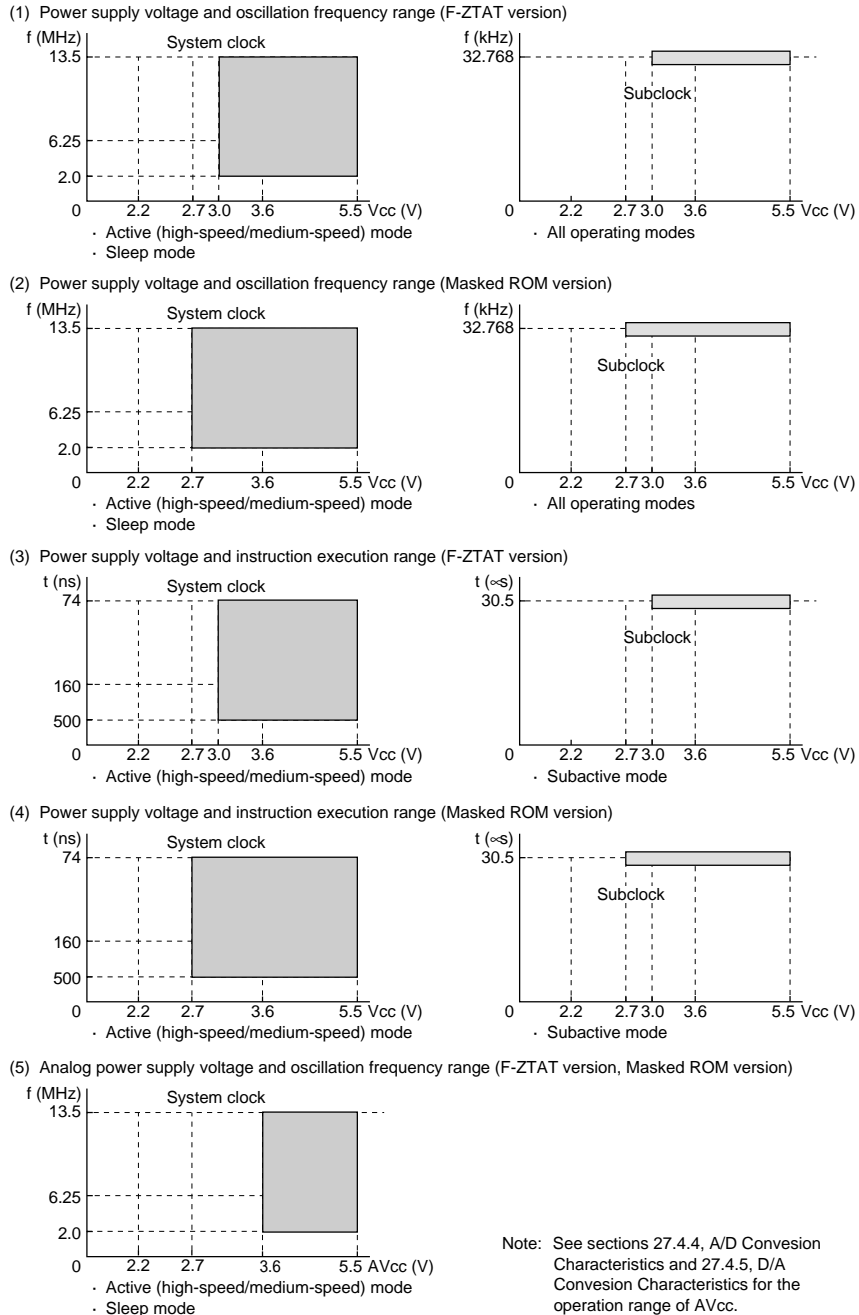 (1) Power supply voltage and oscillation frequency range (F-ZTAT version)
f (MHz)
System clock
13.5
6.25
2.0
0
2.2
2.7
3.0
3.6
5.5
Vcc (V)
· Active (high-speed/medium-speed) mode
· Sleep mode
f (kHz)
32.768
Subclock
0
2.2
2.7
3.0
3.6
5.5
Vcc (V)
· All operating modes
(2) Power supply voltage and oscillation frequency range (Masked ROM version)
f (MHz)
System clock
13.5
6.25
2.0
0
2.2
2.7
3.6
5.5
Vcc (V)
· Active (high-speed/medium-speed) mode
· Sleep mode
f (kHz)
32.768
Subclock
0
2.2
2.7
3.0
3.6
5.5
Vcc (V)
· All operating modes
(3) Power supply voltage and instruction execution range (F-ZTAT version)
t (ns)
System clock
74
160
500
0
2.2
2.7
3.0
3.6
5.5
Vcc (V)
· Active (high-speed/medium-speed) mode
t (∝s)
30.5
Subclock
0
2.2
2.7
3.0
3.6
5.5
Vcc (V)
· Subactive mode
(4) Power supply voltage and instruction execution range (Masked ROM version)
t (ns)
System clock
74
160
500
0
2.2
2.7
3.6
5.5
Vcc (V)
· Active (high-speed/medium-speed) mode
t (∝s)
30.5
Subclock
0
2.2
2.7
3.0
3.6
5.5
Vcc (V)
· Subactive mode
(5) Analog power supply voltage and oscillation frequency range (F-ZTAT version, Masked ROM version)
f (MHz)
System clock
13.5
6.25
2.0
0
2.2
2.7
3.6
5.5
AVcc (V)
· Active (high-speed/medium-speed) mode
· Sleep mode
Note: See sections 27.4.4, A/D Convesion
Characteristics and 27.4.5, D/A
Convesion Characteristics for the
operation range of AVcc.